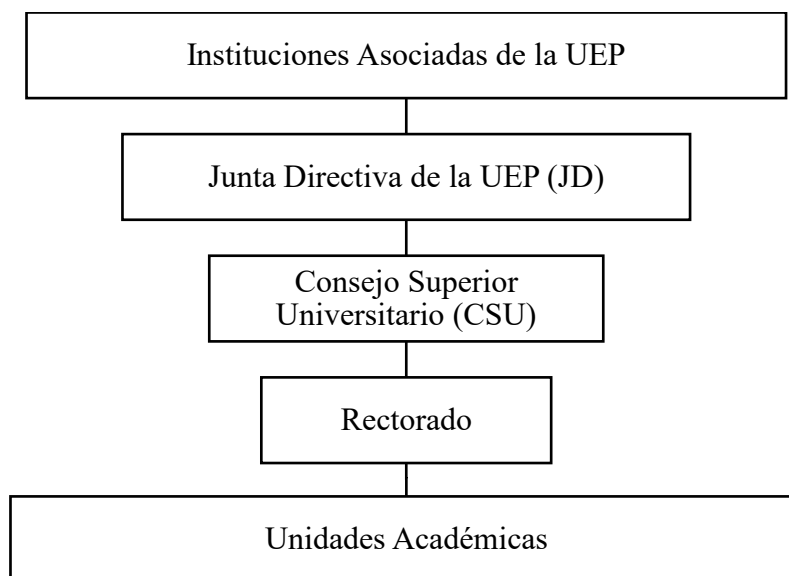 Instituciones Asociadas de la UEP
Junta Directiva de la UEP (JD)
Consejo Superior
Universitario (CSU)
Rectorado
Unidades Académicas